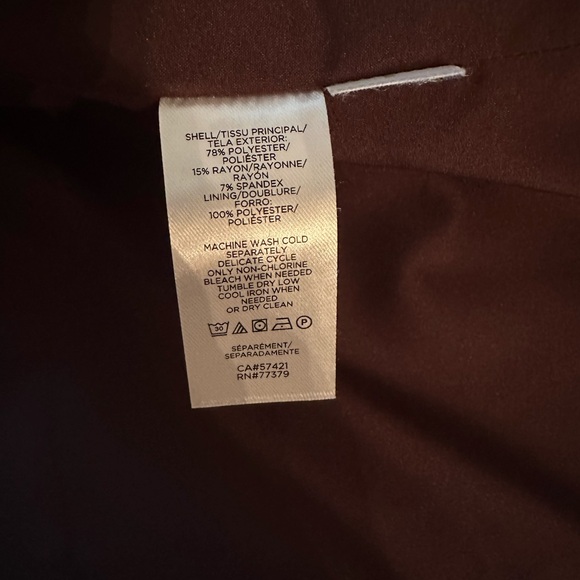 SHELL/TISSU PRINCIPAL/
TELA EXTERIOR:
78% POLYESTER/
POLIÉSTER
15% RAYON/RAYONNE/
RAYÓN
7% SPANDEX
LINING/DOUBLURE/
FORRO:
100% POLYESTER/
POLIÉSTER
MACHINE WASH COLD
SEPARATELY
DELICATE CYCLE
ONLY NON-CHLORINE
BLEACH WHEN NEEDED
TUMBLE DRY LOW
COOL IRON WHEN
NEEDED
OR DRY CLEAN
30 P
SÉPARÉMENT/
SEPARADAMENTE
CA#57421
RN#77379